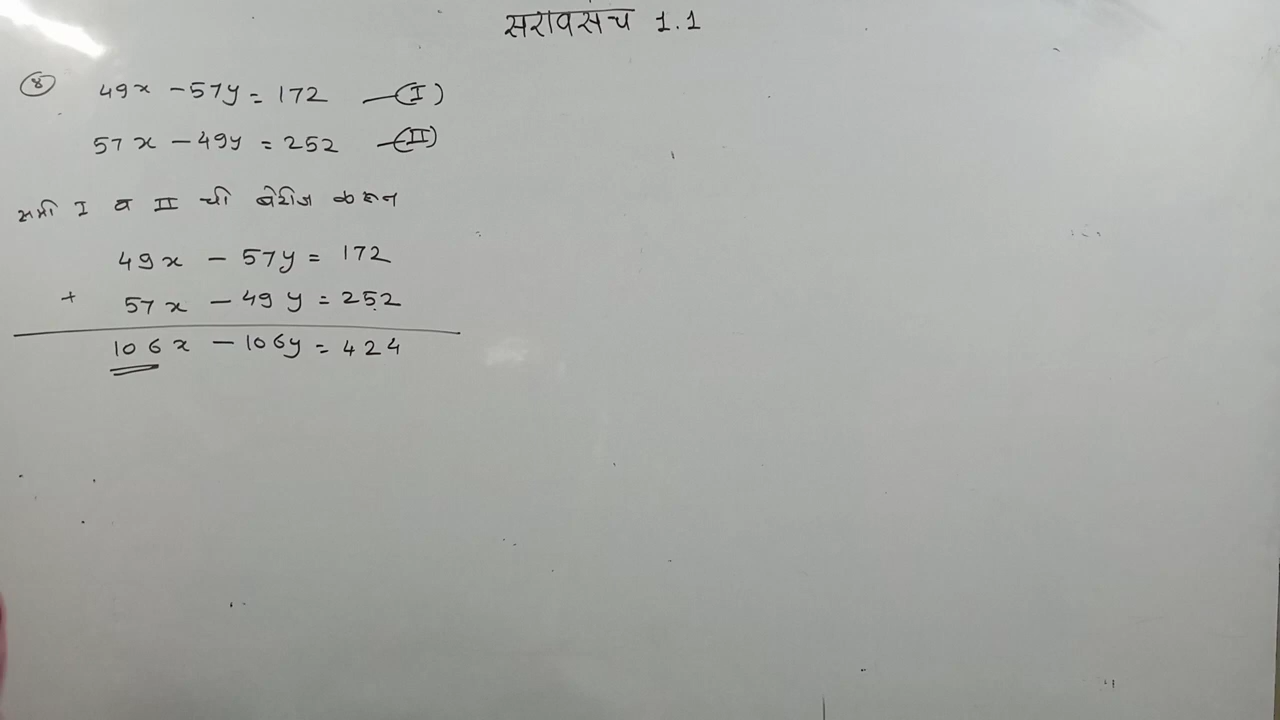 सरावसंच 1.1
8 49x - 57y = 172 —(I)
57x - 49y = 252 —(II)
समी I व II ची बेरीज करून
49x - 57y = 172
+ 57x - 49y = 252
106x - 106y = 424